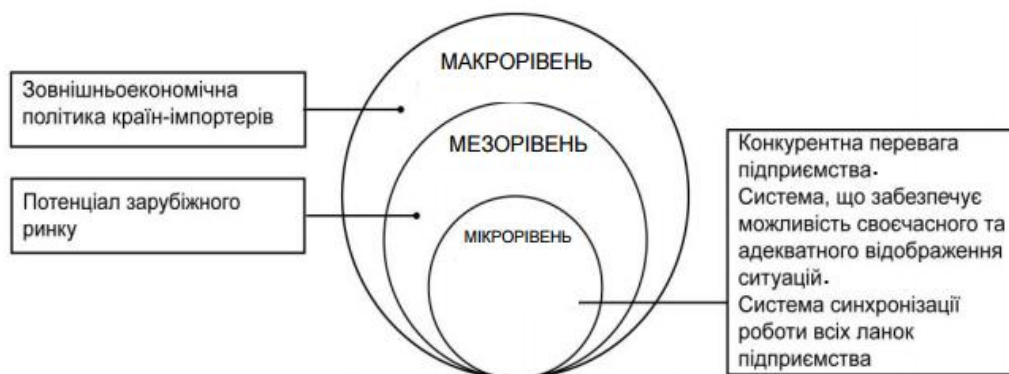 МАКРОРІВЕНЬ
Зовнішньоекономічна
політика країн-імпортерів
МЕЗОРІВЕНЬ
Потенціал зарубіжного
ринку
МІКРОРІВЕНЬ
Конкурентна перевага
підприємства.
Система, що забезпечує
можливість своєчасного та
адекватного відображення
ситуацій.
Система синхронізації
роботи всіх ланок
підприємства